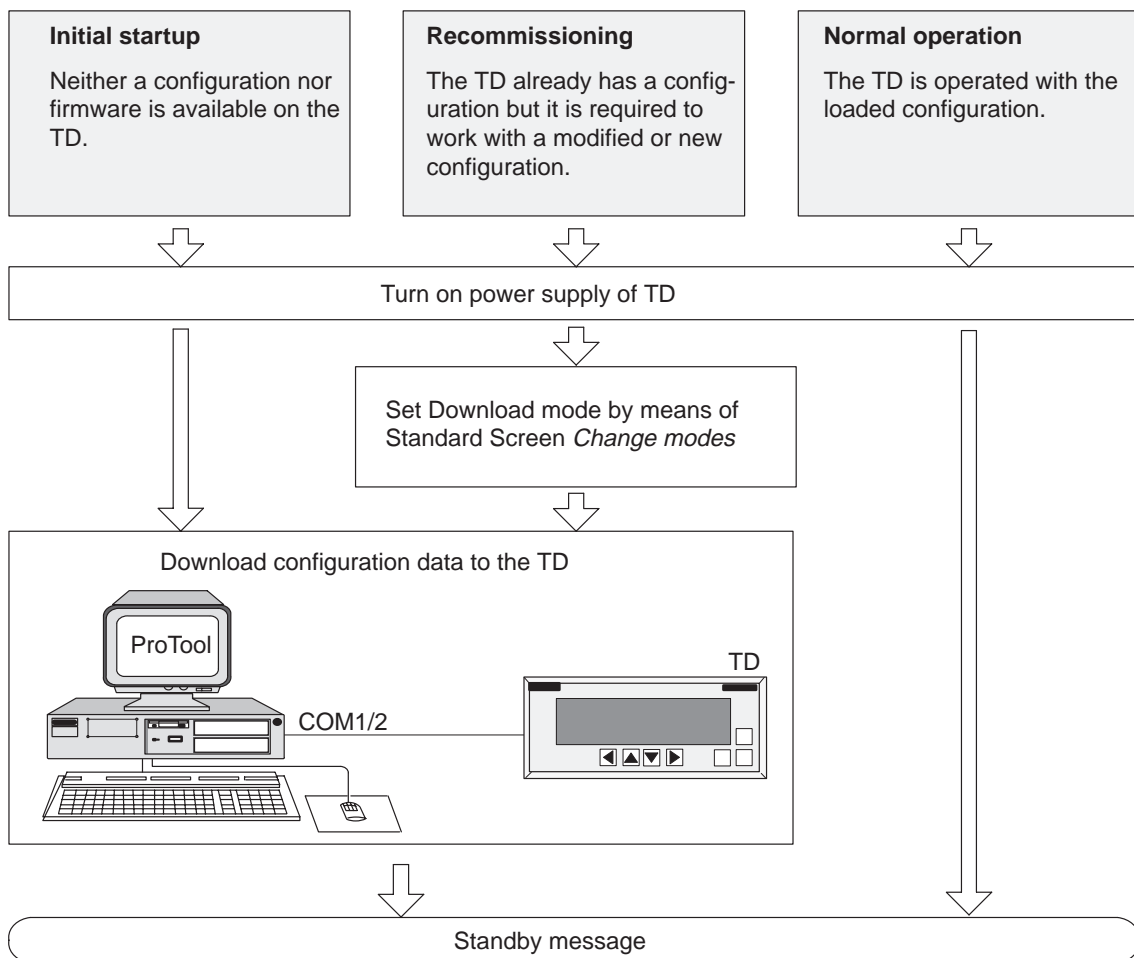 Initial startup
Neither a configuration nor
firmware is available on the
TD.
Recommissioning
The TD already has a config-
uration but it is required to
work with a modified or new
configuration.
Normal operation
The TD is operated with the
loaded configuration.
Turn on power supply of TD
Set Download mode by means of
Standard Screen Change modes
Download configuration data to the TD
ProTool
TD
COM1/2
Standby message